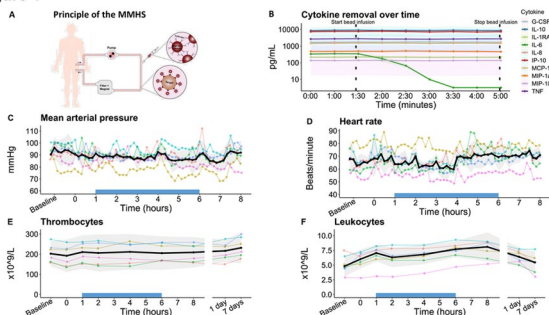 A
Principle of the MMHS
Pump
Filter+
Magnet
B
Cytokine removal over time
Start bead infusion
Stop bead infusion
pg/mL
10000
1000
100
10
0:00 1:00 1:30 2:00 2:30 3:00 3:30 4:00 5:00
Time (minutes)
Cytokine
G-CSF
IL-10
IL-1RA
IL-6
IL-8
IP-10
MCP-1
MIP-1a
MIP-1
TNF
C
Mean arterial pressure
mmHg
110
100
90
80
70
60
Baseline 0 1 2 3 4 5 6 7 8
Time (hours)
D
Heart rate
Beats/minute
90
80
70
60
50
40
Baseline 0 1 2 3 4 5 6 7 8
Time (hours)
E
Thrombocytes
x10^9/L
300
200
100
0
Baseline 0 1 2 3 4 5 6 7 8 1 day 7 days
Time (hours)
F
Leukocytes
x10^9/L
10.0
7.5
5.0
2.5
0.0
Baseline 0 1 2 3 4 5 6 7 8 1 day 7 days
Time (hours)